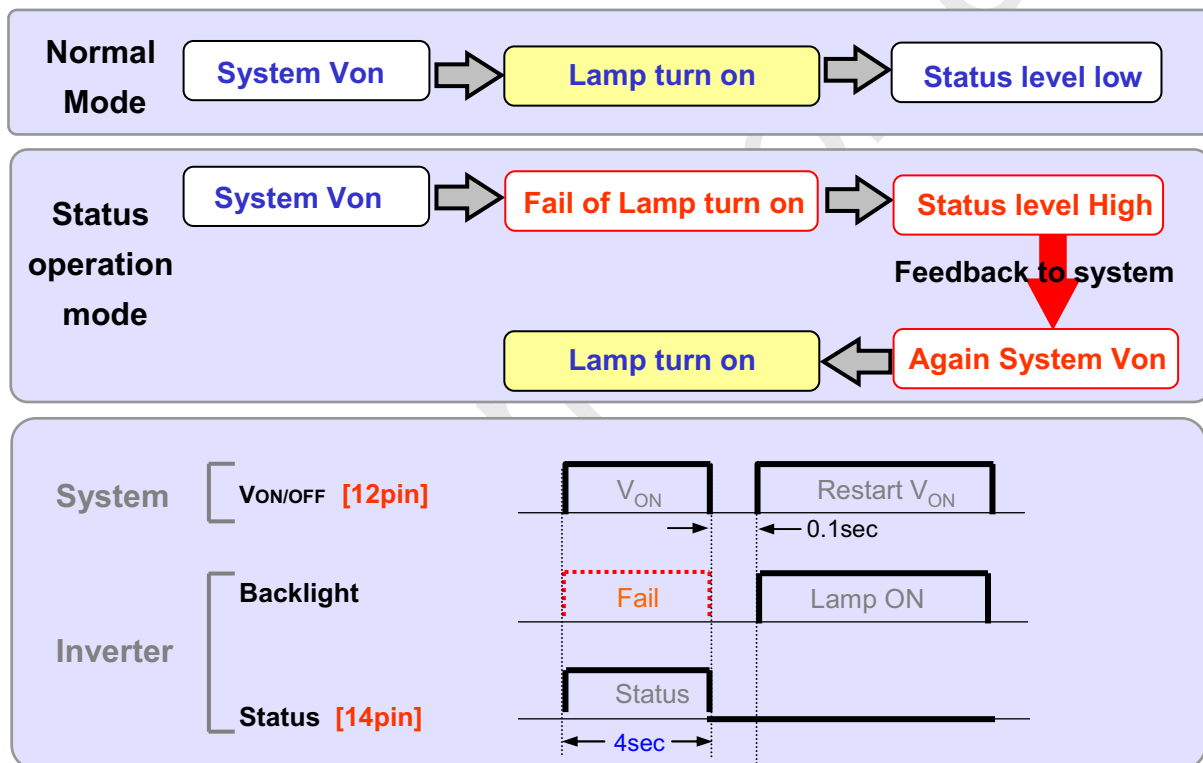 Normal
Mode
System Von
Lamp turn on
Status level low
Status
operation
mode
System Von
Fail of Lamp turn on
Status level High
Feedback to system
Lamp turn on
Again System Von
System
VON/OFF [12pin]
VON
Restart VON
0.1sec
Inverter
Backlight
Fail
Lamp ON
Status [14pin]
Status
4sec